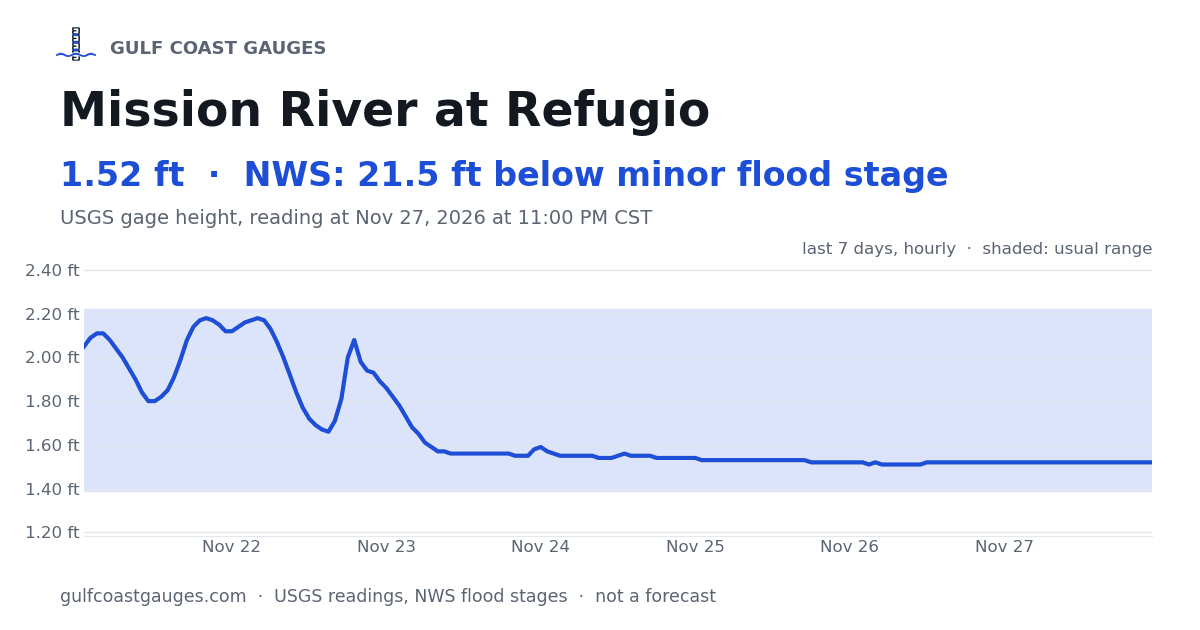 GULF COAST GAUGES
Mission River at Refugio
1.52 ft · NWS: 21.5 ft below minor flood stage
USGS gage height, reading at Nov 27, 2026 at 11:00 PM CST
last 7 days, hourly · shaded: usual range
2.40 ft
2.20 ft
2.00 ft
1.80 ft
1.60 ft
1.40 ft
1.20 ft
Nov 22 Nov 23 Nov 24 Nov 25 Nov 26 Nov 27
gulfcoastgauges.com · USGS readings, NWS flood stages · not a forecast